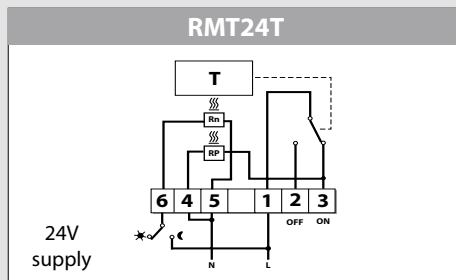 RMT24T
T
Rn
RP
6 4 5 1 2 3
OFF ON
24V
supply
N L